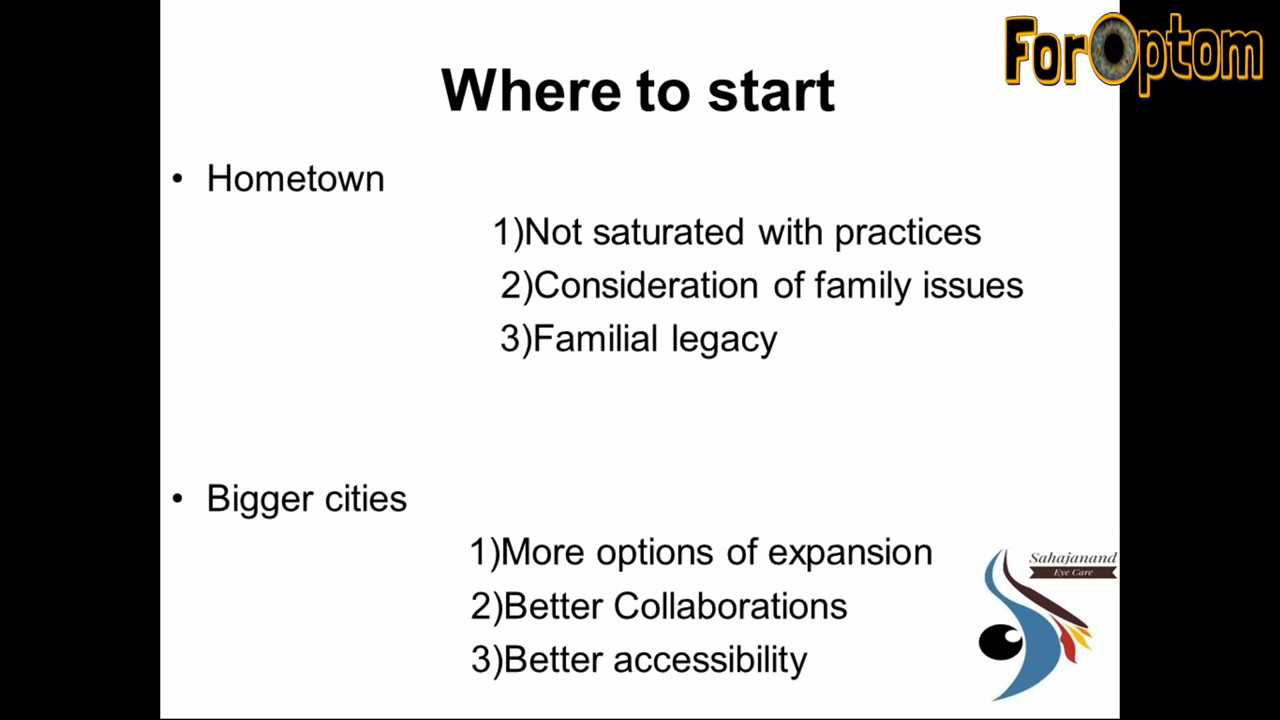 ForOptom
Where to start
• Hometown
1)Not saturated with practices
2)Consideration of family issues
3)Familial legacy
• Bigger cities
1)More options of expansion
2)Better Collaborations
3)Better accessibility
Sahajanand
Eye Care